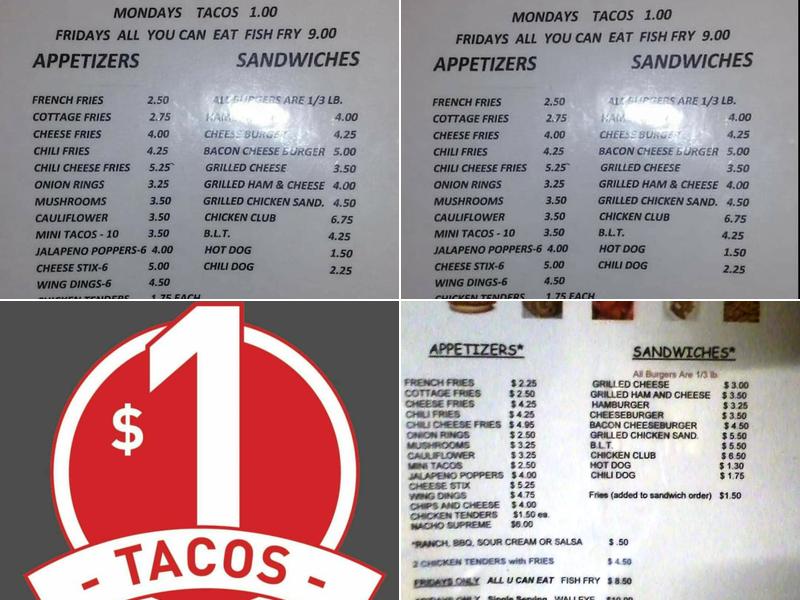 MONDAYS TACOS 1.00
FRIDAYS ALL YOU CAN EAT FISH FRY 9.00
APPETIZERS SANDWICHES
FRENCH FRIES 2.50 ALL BURGERS ARE 1/3 LB.
COTTAGE FRIES 2.75 HAM 4.00
CHEESE FRIES 4.00 CHEESE BURGER 4.25
CHILI FRIES 4.25 BACON CHEESE BURGER 5.00
CHILI CHEESE FRIES 5.25 GRILLED CHEESE 3.50
ONION RINGS 3.25 GRILLED HAM & CHEESE 4.00
MUSHROOMS 3.50 GRILLED CHICKEN SAND. 4.50
CAULIFLOWER 3.50 CHICKEN CLUB 6.75
MINI TACOS - 10 3.50 B.L.T. 4.25
JALAPENO POPPERS-6 4.00 HOT DOG 1.50
CHEESE STIX-6 5.00 CHILI DOG 2.25
WING DINGS-6 4.50
CHICKEN TENDERS 1.75 EACH
MONDAYS TACOS 1.00
FRIDAYS ALL YOU CAN EAT FISH FRY 9.00
APPETIZERS SANDWICHES
FRENCH FRIES 2.50 ALL BURGERS ARE 1/3 LB.
COTTAGE FRIES 2.75 HAM 4.00
CHEESE FRIES 4.00 CHEESE BURGER 4.25
CHILI FRIES 4.25 BACON CHEESE BURGER 5.00
CHILI CHEESE FRIES 5.25 GRILLED CHEESE 3.50
ONION RINGS 3.25 GRILLED HAM & CHEESE 4.00
MUSHROOMS 3.50 GRILLED CHICKEN SAND. 4.50
CAULIFLOWER 3.50 CHICKEN CLUB 6.75
MINI TACOS - 10 3.50 B.L.T. 4.25
JALAPENO POPPERS-6 4.00 HOT DOG 1.50
CHEESE STIX-6 5.00 CHILI DOG 2.25
WING DINGS-6 4.50
CHICKEN TENDERS 1.75 EACH
$1
- TACOS -
APPETIZERS* SANDWICHES*
All Burgers Are 1/3 lb
FRENCH FRIES $ 2.25 GRILLED CHEESE $ 3.00
COTTAGE FRIES $ 2.50 GRILLED HAM AND CHEESE $ 3.50
CHEESE FRIES $ 4.25 HAMBURGER $ 3.25
CHILI FRIES $ 4.25 CHEESEBURGER $ 3.50
CHILI CHEESE FRIES $ 4.95 BACON CHEESEBURGER $ 4.50
ONION RINGS $ 2.50 GRILLED CHICKEN SAND. $ 5.50
MUSHROOMS $ 3.25 B.L.T. $ 5.50
CAULIFLOWER $ 3.25 CHICKEN CLUB $ 6.50
MINI TACOS $ 2.50 HOT DOG $ 1.30
JALAPENO POPPERS $ 4.00 CHILI DOG $ 1.75
CHEESE STIX $ 5.25
WING DINGS $ 4.75 Fries (added to sandwich order) $1.50
CHIPS AND CHEESE $ 4.00
CHICKEN TENDERS $1.50 ea.
NACHO SUPREME $6.00
*RANCH, BBQ, SOUR CREAM OR SALSA $ .50
2 CHICKEN TENDERS with FRIES $ 4.50
FRIDAYS ONLY ALL U CAN EAT FISH FRY $ 8.50
FRIDAYS ONLY Single Serving WALLEYE $10.00